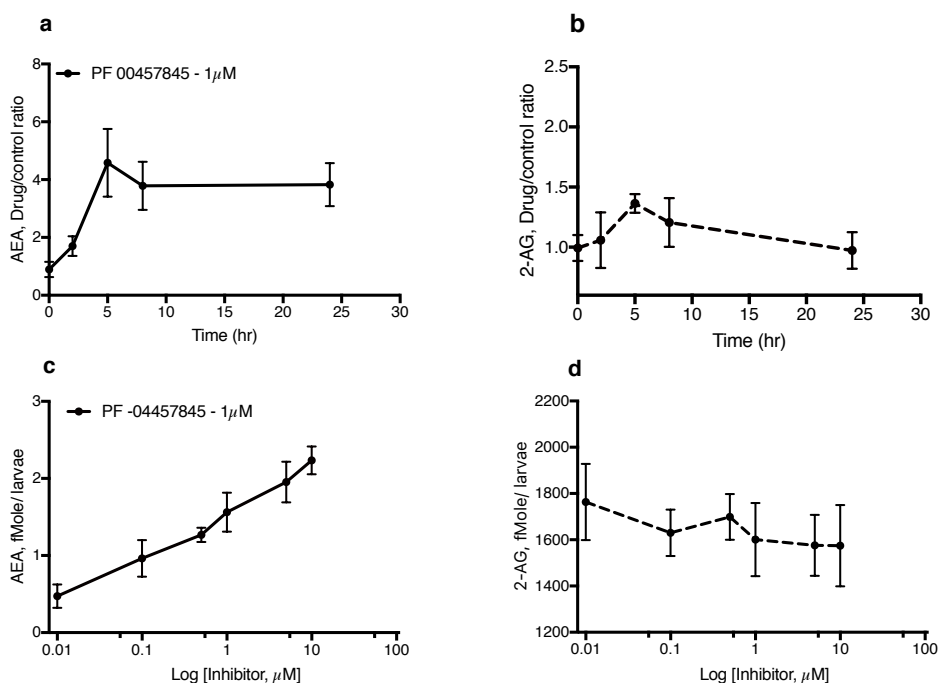 a
AEA, Drug/control ratio
8
6
4
2
0
PF 00457845 - 1µM
0 5 10 15 20 25 30
Time (hr)
b
2-AG, Drug/control ratio
2.5
2.0
1.5
1.0
0 5 10 15 20 25 30
Time (hr)
c
AEA, fMole/ larvae
3
2
1
0
PF -04457845 - 1µM
0.01 0.1 1 10 100
Log [Inhibitor, µM]
d
2-AG, fMole/ larvae
2200
2000
1800
1600
1400
1200
0.01 0.1 1 10 100
Log [Inhibitor, µM]